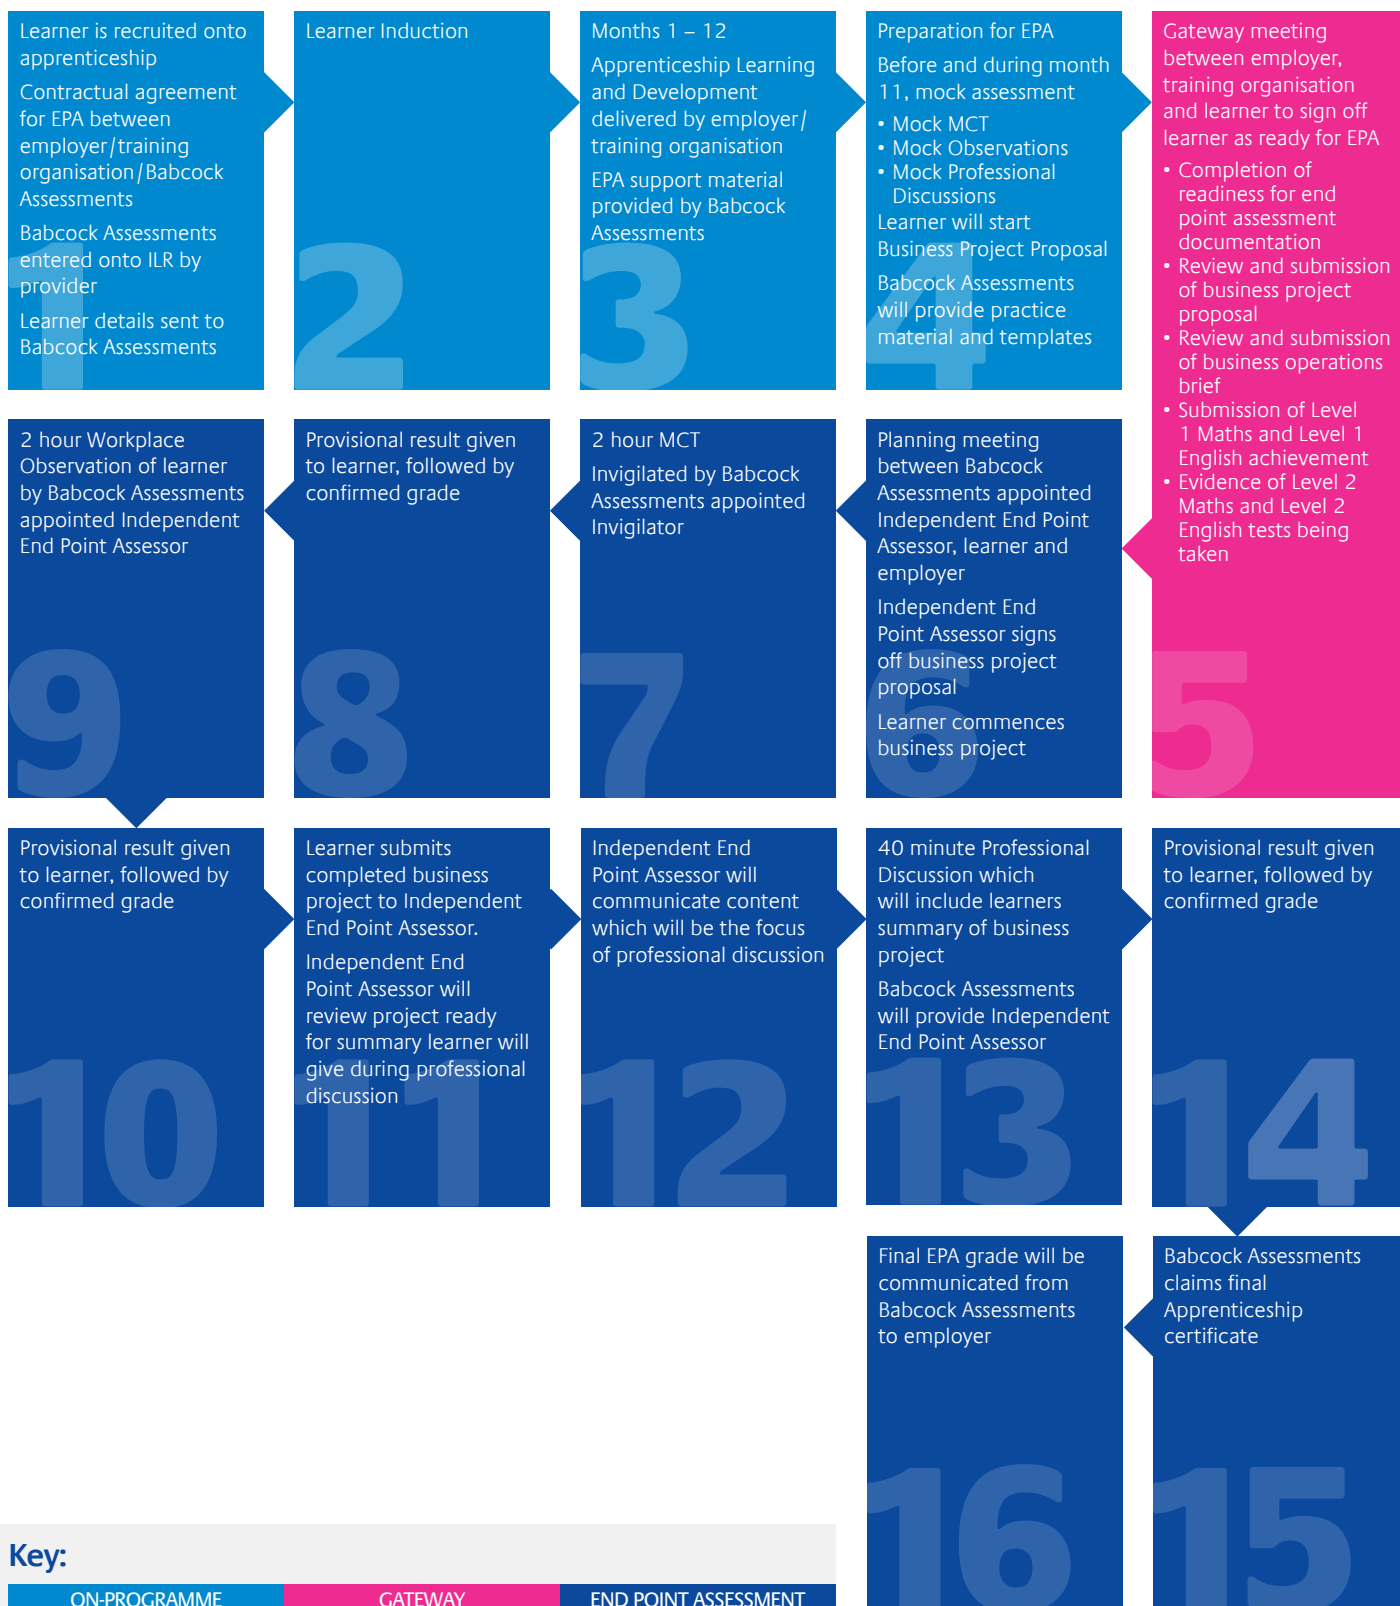 Learner is recruited onto
apprenticeship
Contractual agreement
for EPA between
employer/training
organisation/Babcock
Assessments
Babcock Assessments
entered onto ILR by
provider
Learner details sent to
Babcock Assessments
1
Learner Induction
2
Months 1 – 12
Apprenticeship Learning
and Development
delivered by employer/
training organisation
EPA support material
provided by Babcock
Assessments
3
Preparation for EPA
Before and during month
11, mock assessment
• Mock MCT
• Mock Observations
• Mock Professional
Discussions
Learner will start
Business Project Proposal
Babcock Assessments
will provide practice
material and templates
4
Gateway meeting
between employer,
training organisation
and learner to sign off
learner as ready for EPA
• Completion of
readiness for end
point assessment
documentation
• Review and submission
of business project
proposal
• Review and submission
of business operations
brief
• Submission of Level
1 Maths and Level 1
English achievement
• Evidence of Level 2
Maths and Level 2
English tests being
taken
5
Planning meeting
between Babcock
Assessments appointed
Independent End Point
Assessor, learner and
employer
Independent End
Point Assessor signs
off business project
proposal
Learner commences
business project
6
2 hour MCT
Invigilated by Babcock
Assessments appointed
Invigilator
7
Provisional result given
to learner, followed by
confirmed grade
8
2 hour Workplace
Observation of learner
by Babcock Assessments
appointed Independent
End Point Assessor
9
Provisional result given
to learner, followed by
confirmed grade
10
Learner submits
completed business
project to Independent
End Point Assessor.
Independent End
Point Assessor will
review project ready
for summary learner will
give during professional
discussion
11
Independent End
Point Assessor will
communicate content
which will be the focus
of professional discussion
12
40 minute Professional
Discussion which
will include learners
summary of business
project
Babcock Assessments
will provide Independent
End Point Assessor
13
Provisional result given
to learner, followed by
confirmed grade
14
Babcock Assessments
claims final
Apprenticeship
certificate
15
Final EPA grade will be
communicated from
Babcock Assessments
to employer
16
Key:
ON-PROGRAMME
GATEWAY
END POINT ASSESSMENT